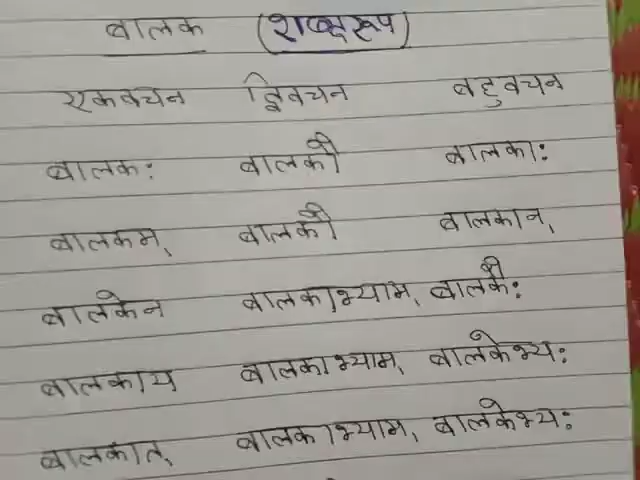 बालक (शब्दरूप)
एकवचन द्विवचन बहुवचन
बालकः बालकौ बालकाः
बालकम् बालकौ बालकान्
बालकेन बालकाभ्याम् बालकैः
बालकाय बालकाभ्याम् बालकेभ्यः
बालकात् बालकाभ्याम् बालकेभ्यः